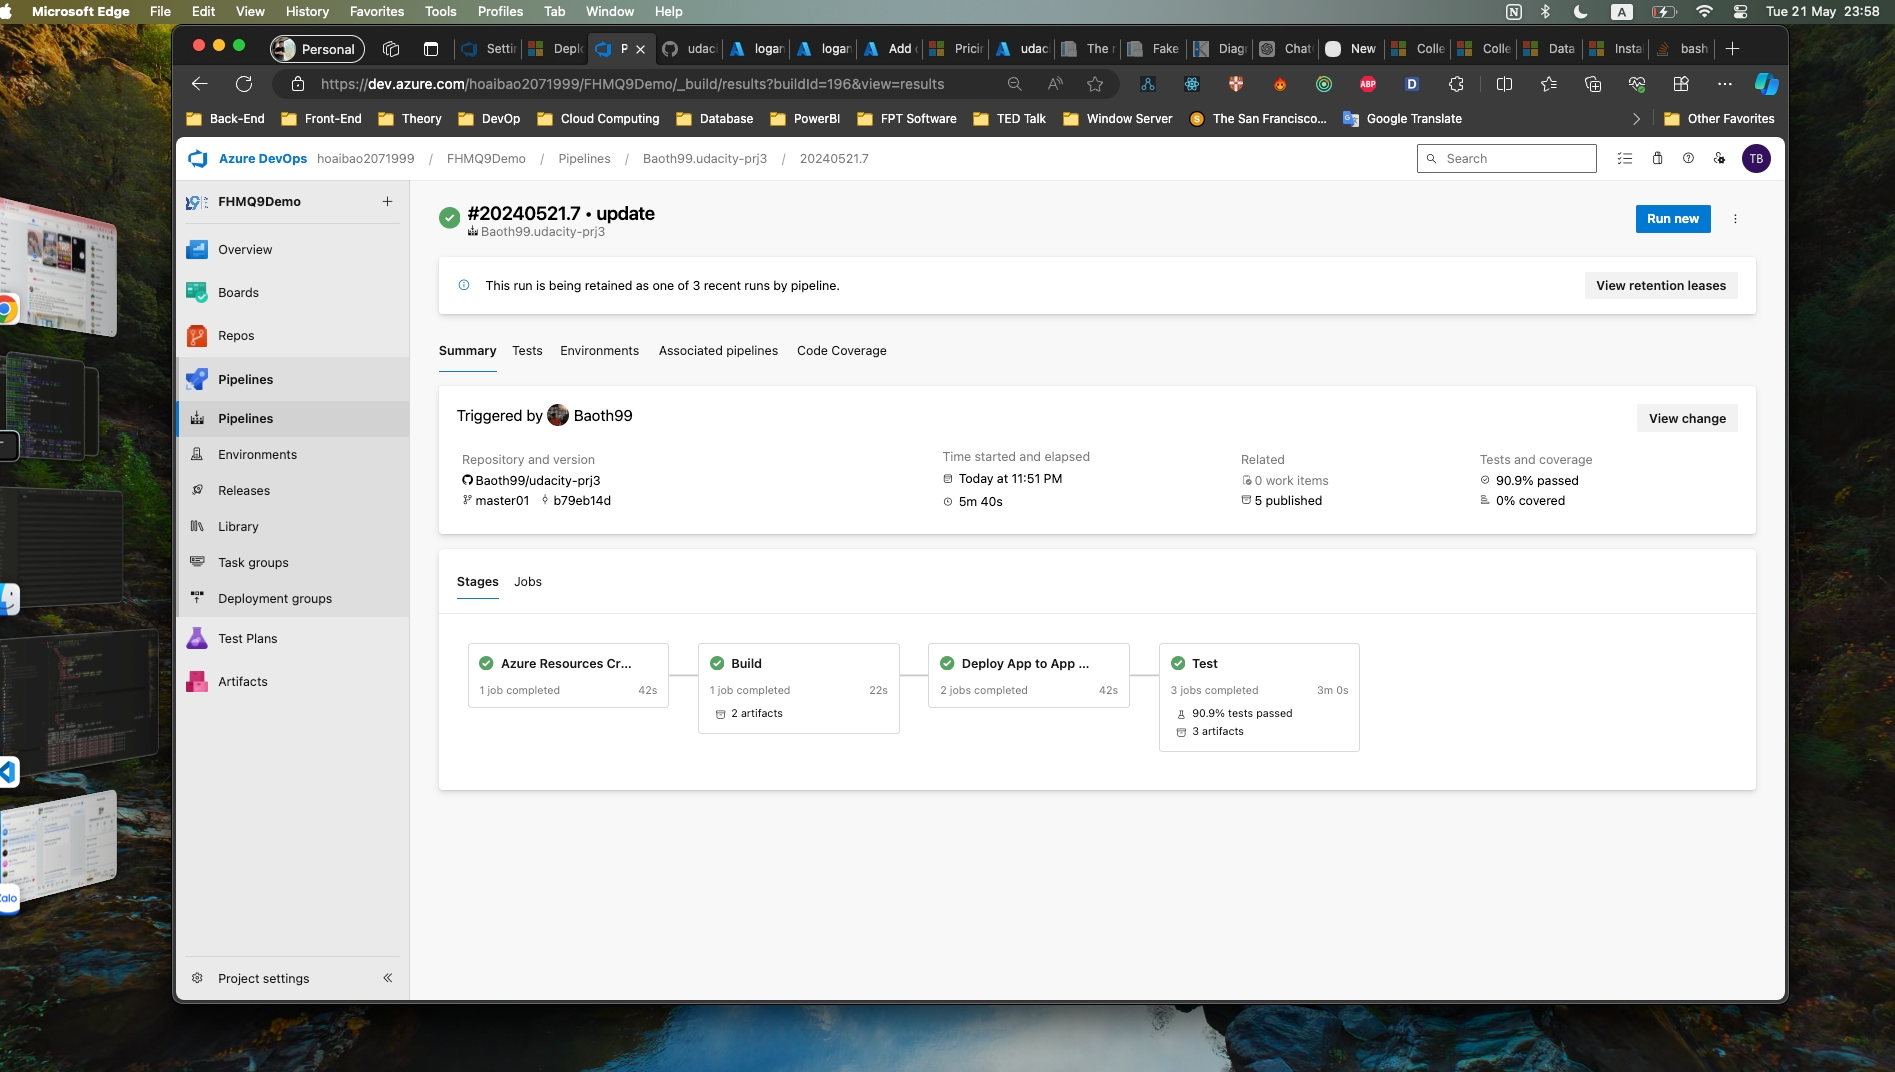 Microsoft Edge File Edit View History Favorites Tools Profiles Tab Window Help A Tue 21 May 23:58
Personal Settin Depl P udaci logan logan Add Pricin udaci The r Fake Diagr Chat New Colle Colle Data Insta bash
https://dev.azure.com/hoaibao2071999/FHMQ9Demo/_build/results?buildId=196&view=results ABP D
Back-End Front-End Theory DevOp Cloud Computing Database PowerBI FPT Software TED Talk Window Server The San Francisco... Google Translate Other Favorites
Azure DevOps hoaibao2071999 / FHMQ9Demo / Pipelines / Baoth99.udacity-prj3 / 20240521.7 Search TB
FHMQ9Demo
Overview
Boards
Repos
Pipelines
Pipelines
Environments
Releases
Library
Task groups
Deployment groups
Test Plans
Artifacts
Project settings
#20240521.7 • update
Baoth99.udacity-prj3
Run new
This run is being retained as one of 3 recent runs by pipeline.
View retention leases
Summary Tests Environments Associated pipelines Code Coverage
Triggered by Baoth99
View change
Repository and version
Baoth99/udacity-prj3
master01 b79eb14d
Time started and elapsed
Today at 11:51 PM
5m 40s
Related
0 work items
5 published
Tests and coverage
90.9% passed
0% covered
Stages Jobs
Azure Resources Cr...
1 job completed 42s
Build
1 job completed 22s
2 artifacts
Deploy App to App ...
2 jobs completed 42s
Test
3 jobs completed 3m 0s
90.9% tests passed
3 artifacts